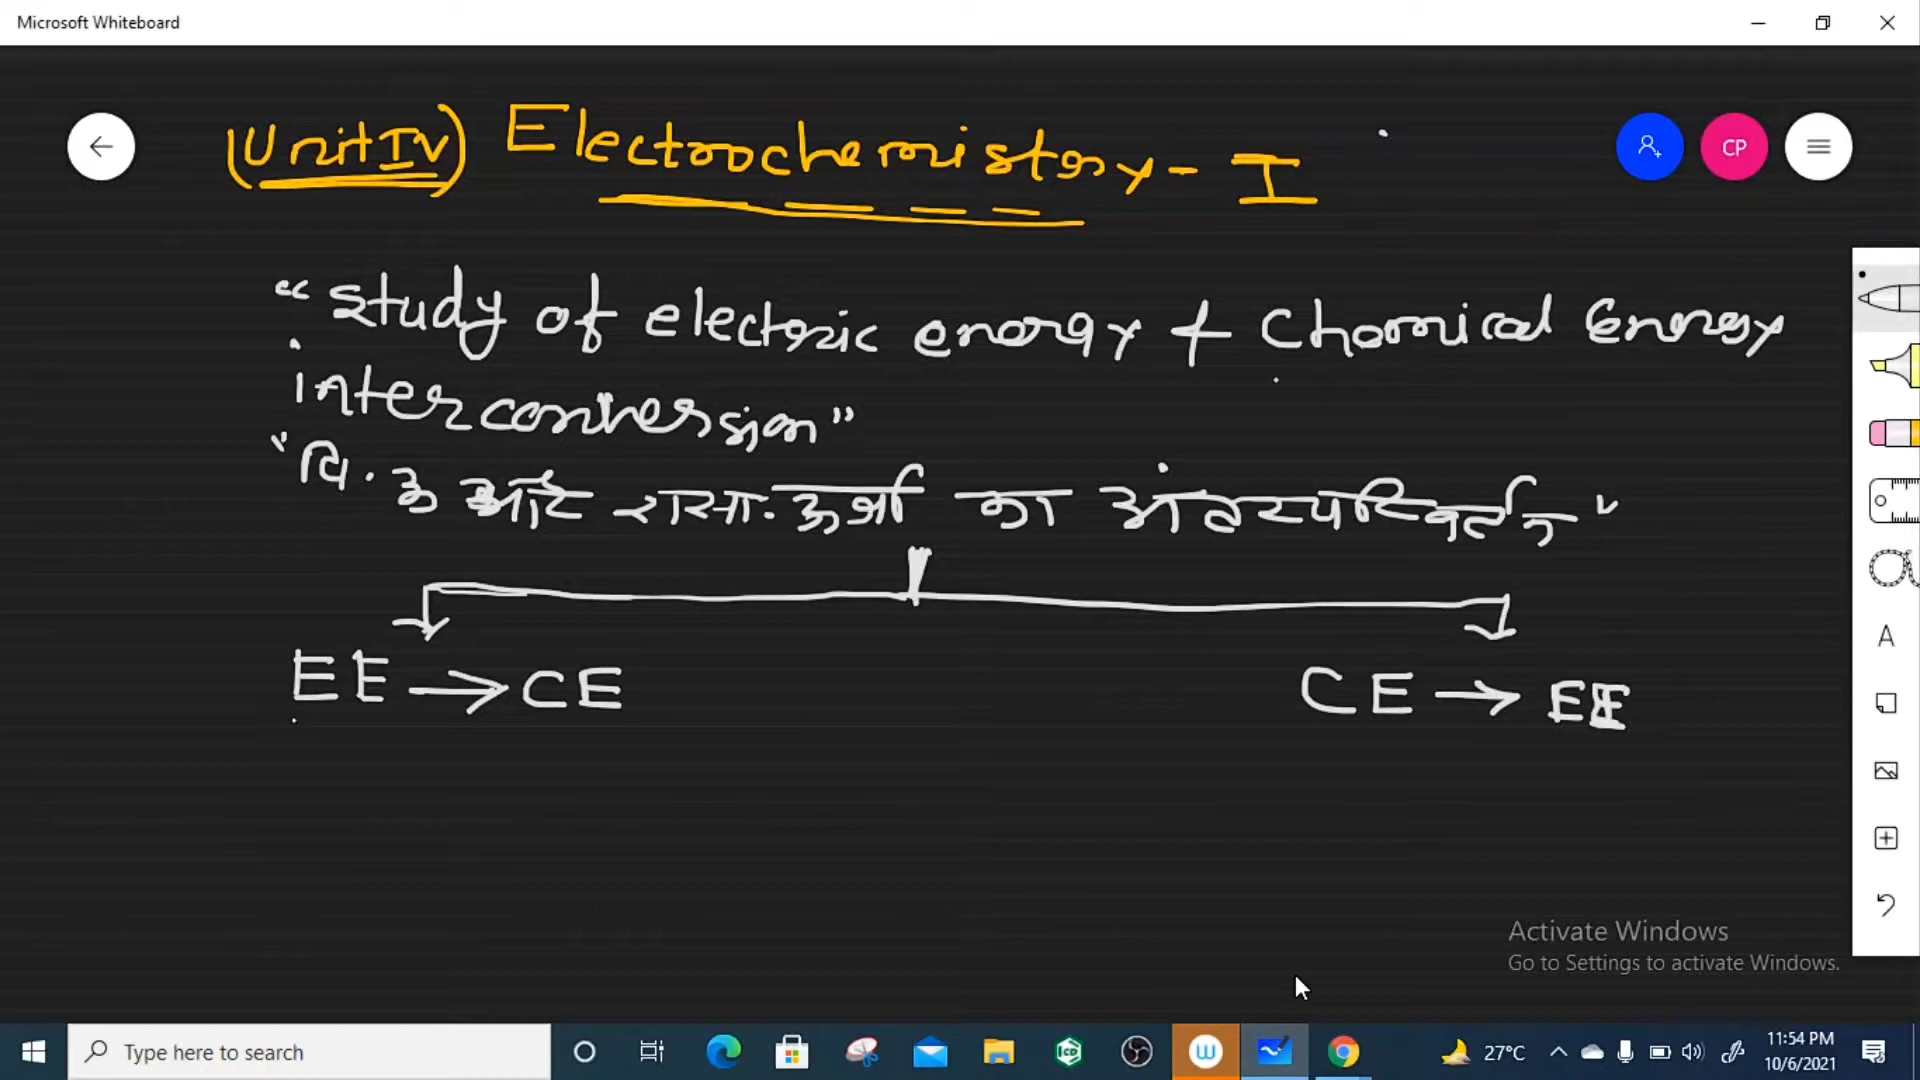 Microsoft Whiteboard
(Unit IV) Electrochemistry - I
CP
"Study of electric energy + Chemical Energy
interconversion"
"वि. ऊ और रासा. ऊर्जा का अंतरपरिवर्तन"
EE → CE
CE → EE
A
Activate Windows
Go to Settings to activate Windows.
Type here to search
27°C
11:54 PM
10/6/2021